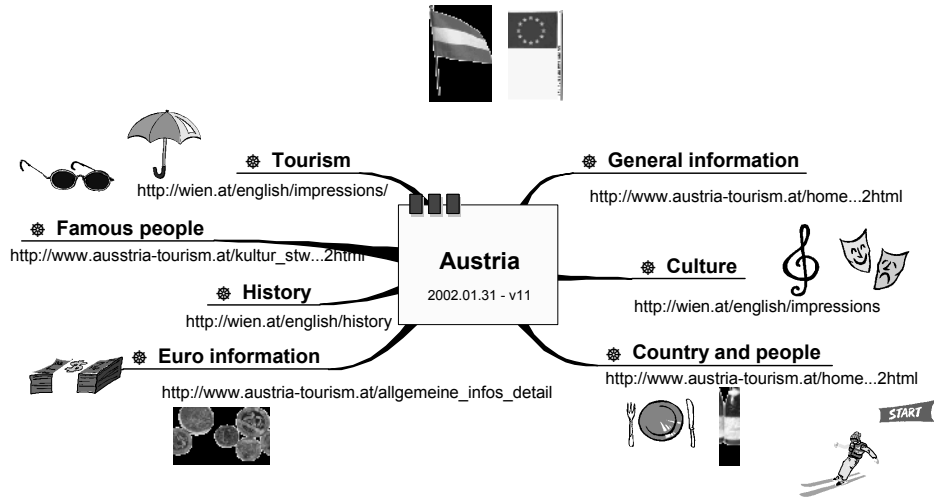 Tourism
http://wien.at/english/impressions/
General information
http://www.austria-tourism.at/home...2html
Famous people
http://www.ausstria-tourism.at/kultur_stw...2html
Austria
2002.01.31 - v11
Culture
http://wien.at/english/impressions
History
http://wien.at/english/history
Euro information
http://www.austria-tourism.at/allgemeine_infos_detail
Country and people
http://www.austria-tourism.at/home...2html
START
$